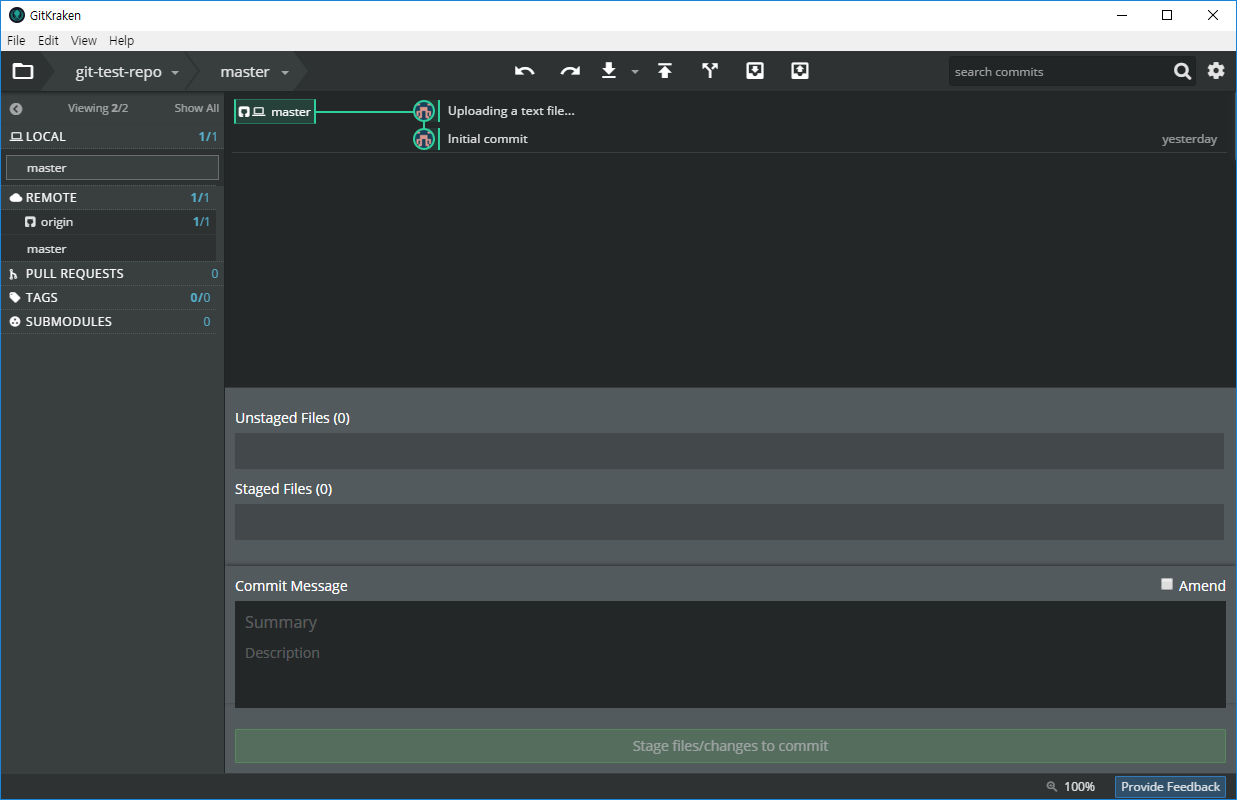 GitKraken
File Edit View Help
git-test-repo master search commits
Viewing 2/2 Show All
LOCAL 1/1
master
REMOTE 1/1
origin 1/1
master
PULL REQUESTS 0
TAGS 0/0
SUBMODULES 0
master Uploading a text file...
Initial commit yesterday
Unstaged Files (0)
Staged Files (0)
Commit Message Amend
Summary
Description
Stage files/changes to commit
100% Provide Feedback